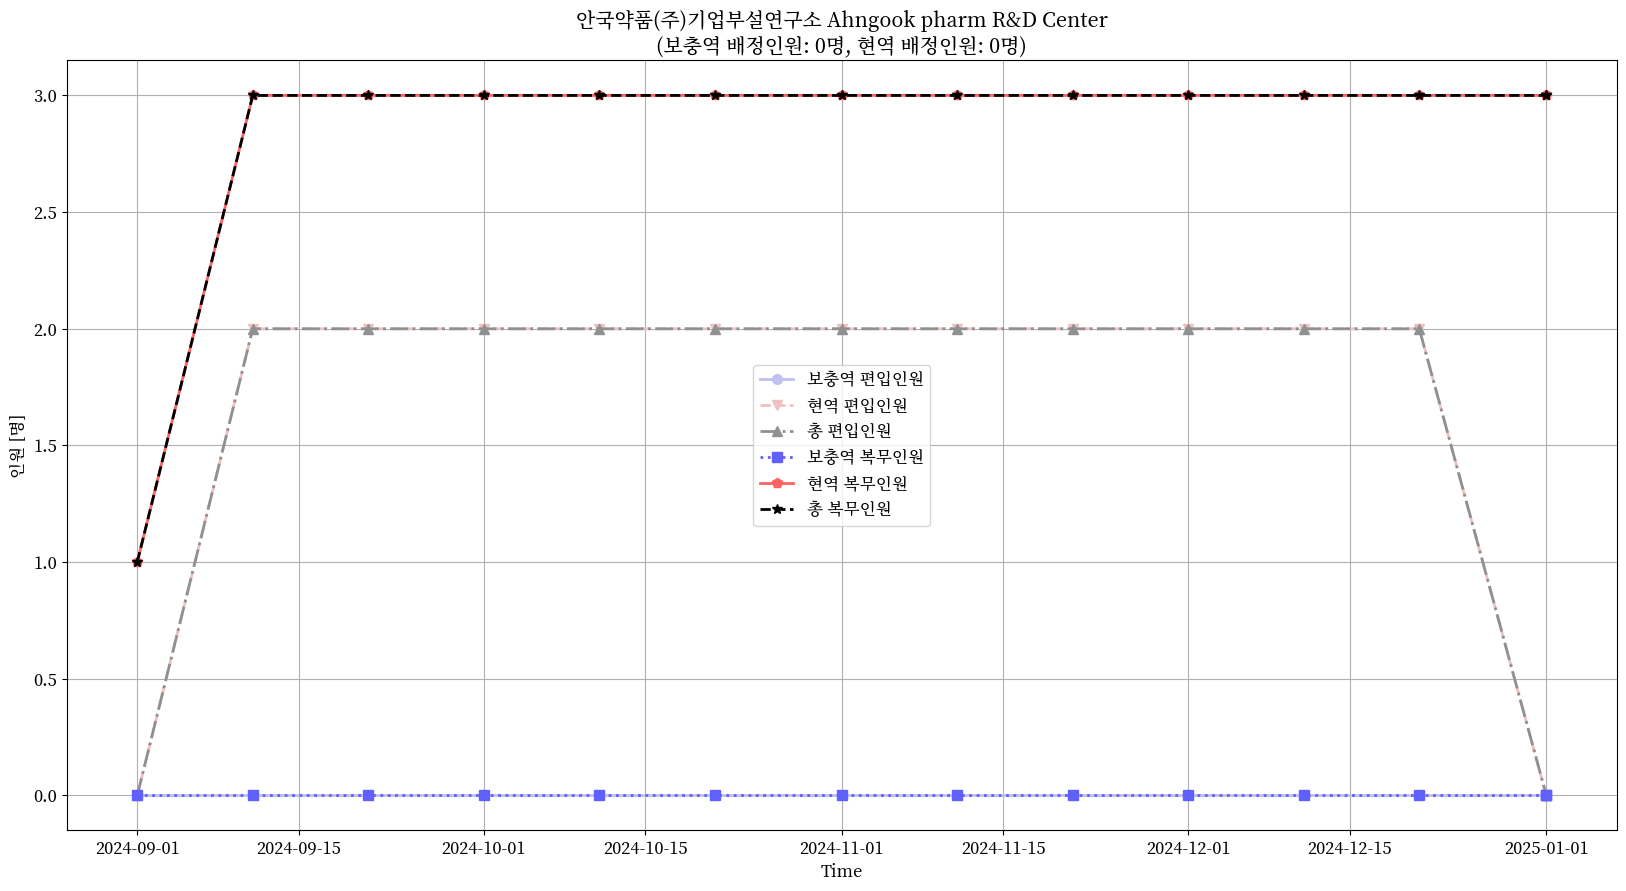 안국약품(주)기업부설연구소 Ahngook pharm R&D Center
(보충역 배정인원: 0명, 현역 배정인원: 0명)
인원 [명]
3.0
2.5
2.0
1.5
1.0
0.5
0.0
보충역 편입인원
현역 편입인원
총 편입인원
보충역 복무인원
현역 복무인원
총 복무인원
2024-09-01
2024-09-15
2024-10-01
2024-10-15
2024-11-01
2024-11-15
2024-12-01
2024-12-15
2025-01-01
Time